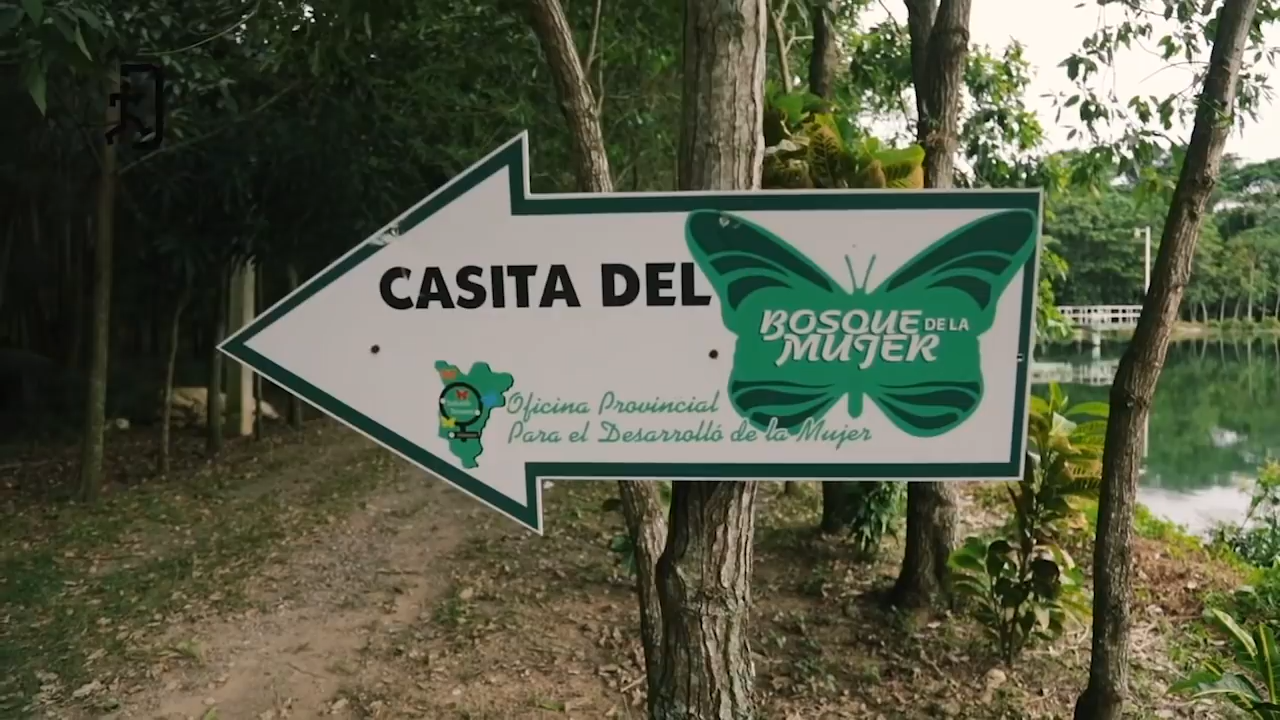 CASITA DEL
BOSQUE DE LA
MUJER
Oficina Provincial
Para el Desarrolló de la Mujer